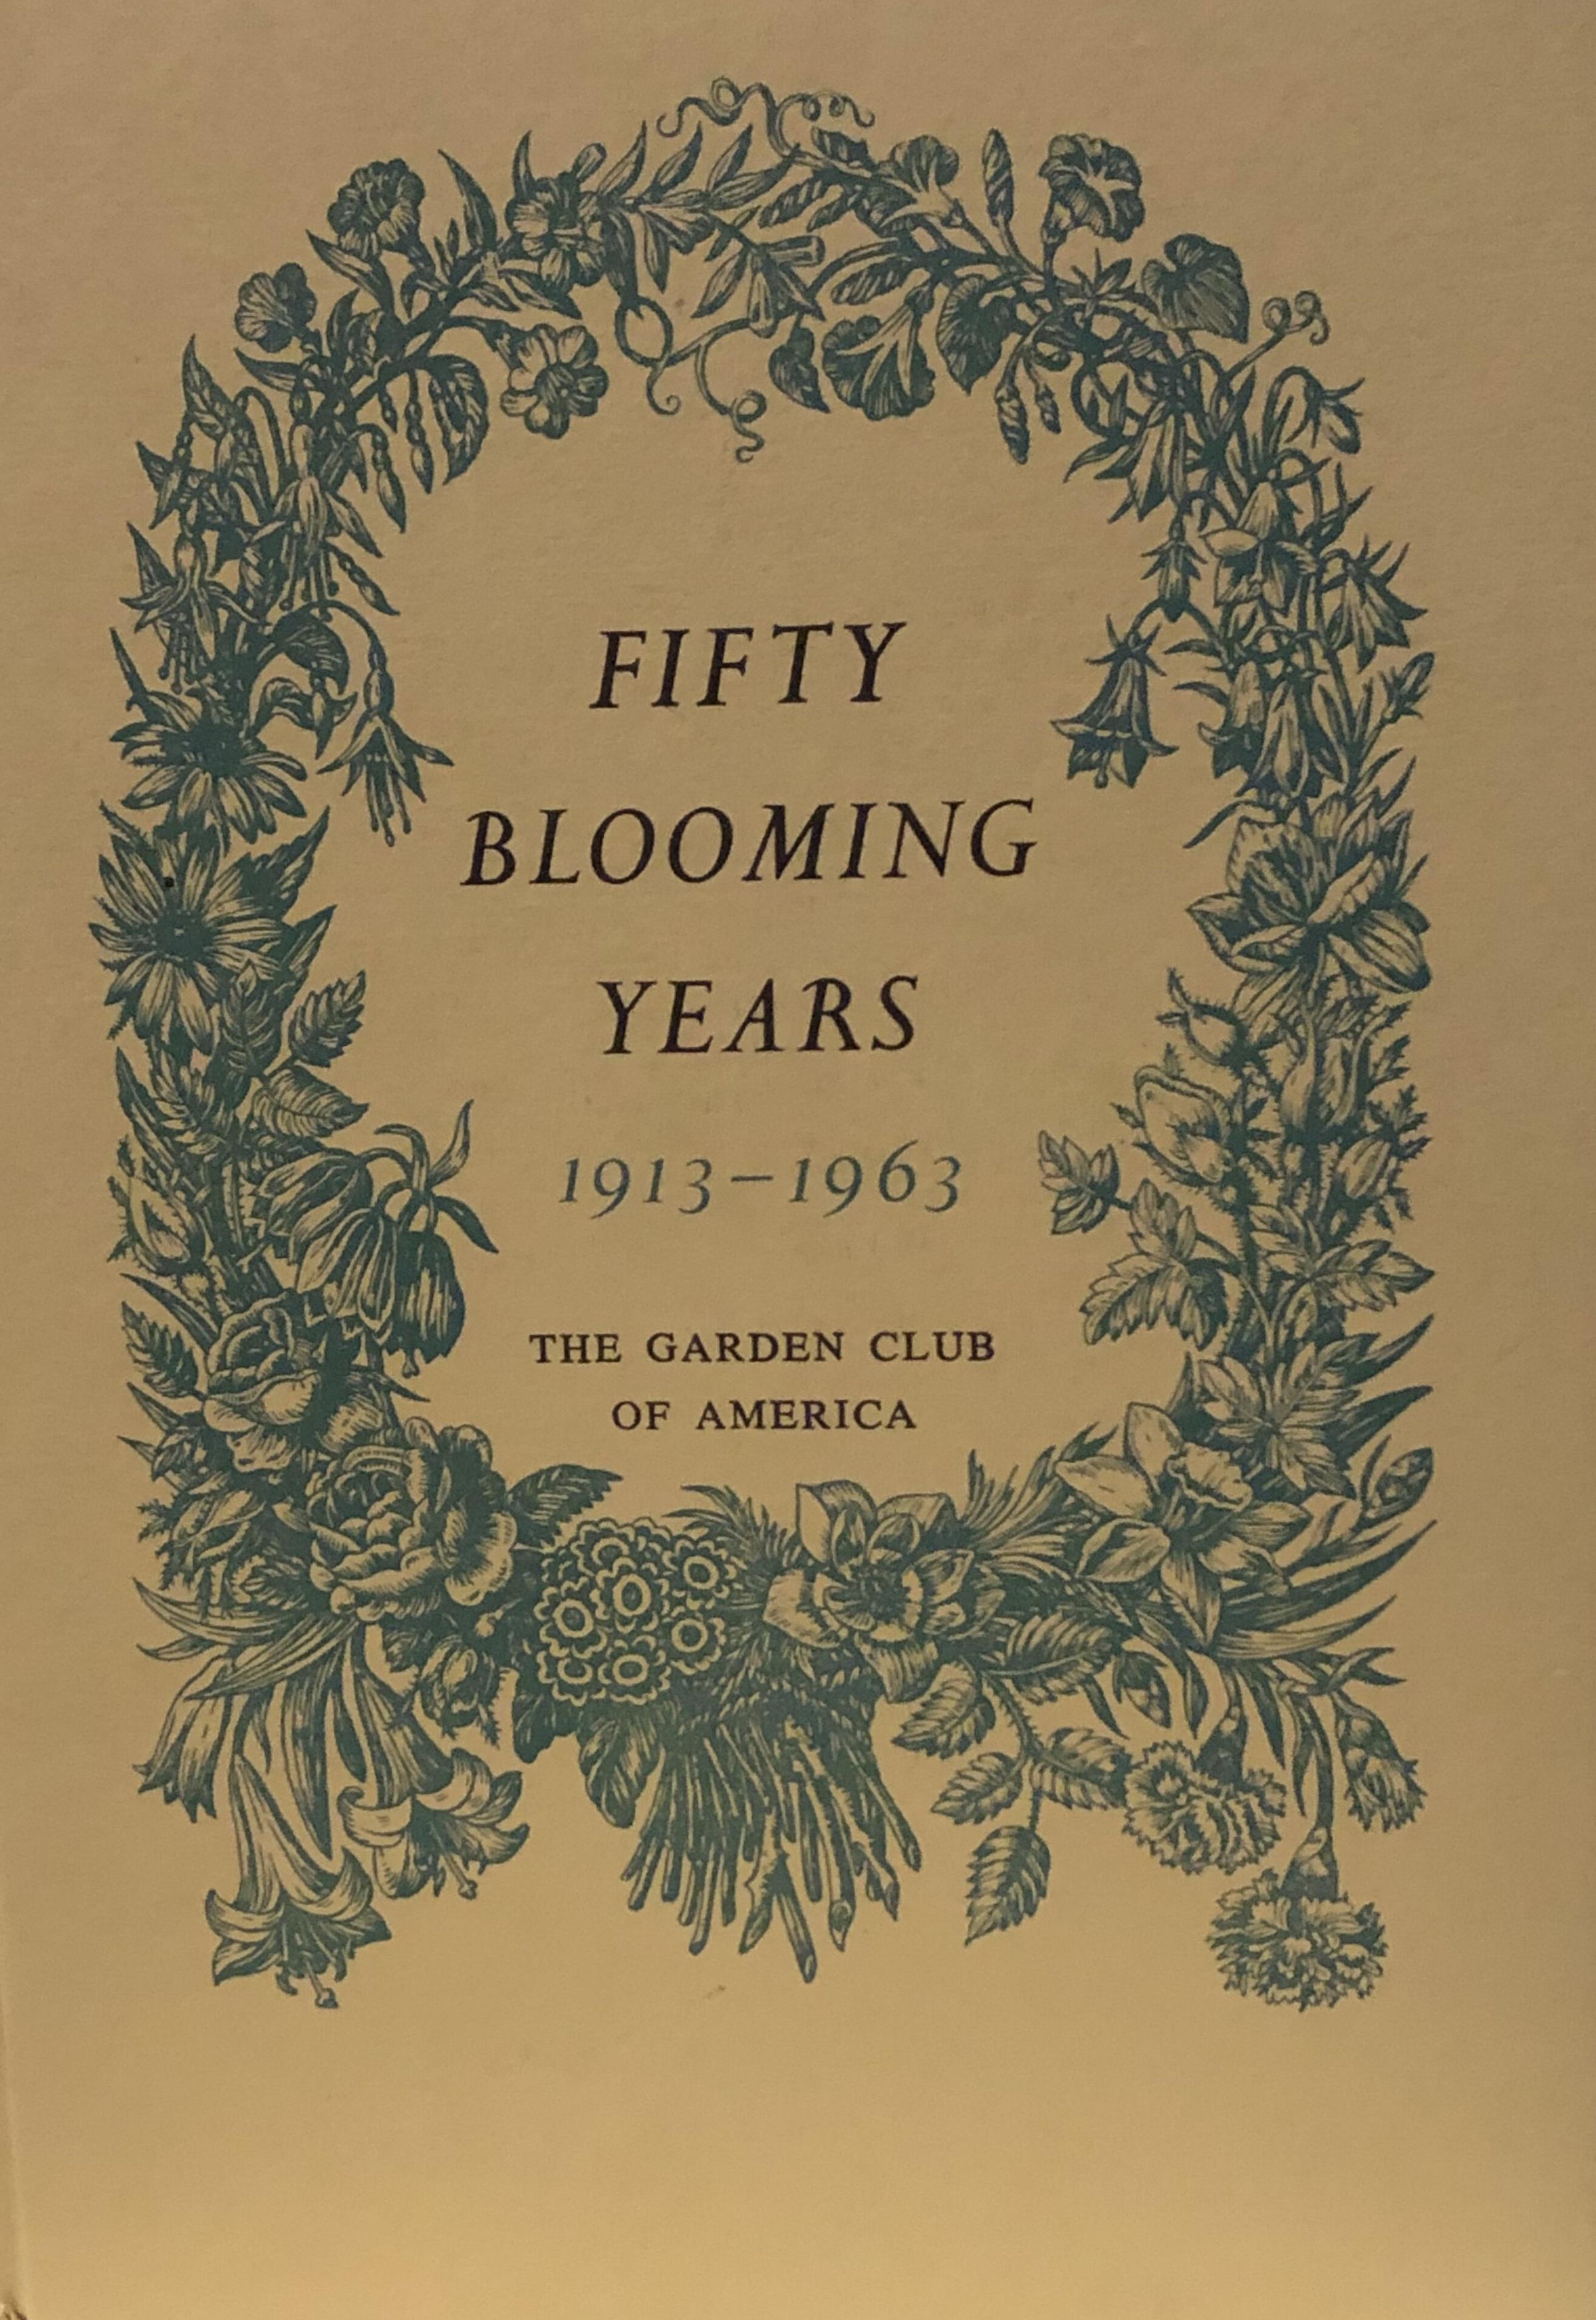 FIFTY
BLOOMING
YEARS
1913–1963
THE GARDEN CLUB
OF AMERICA